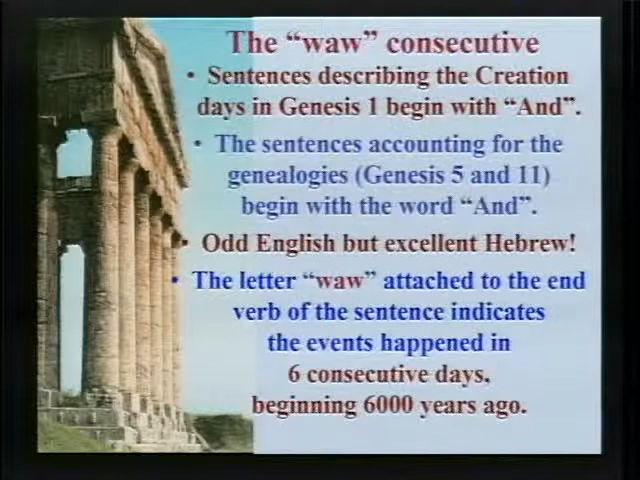 The “waw” consecutive
• Sentences describing the Creation
days in Genesis 1 begin with “And”.
• The sentences accounting for the
genealogies (Genesis 5 and 11)
begin with the word “And”.
• Odd English but excellent Hebrew!
• The letter “waw” attached to the end
verb of the sentence indicates
the events happened in
6 consecutive days,
beginning 6000 years ago.